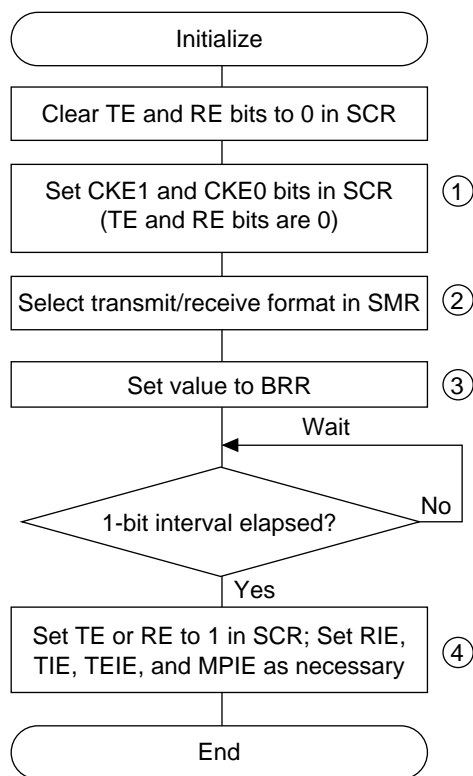 Initialize
Clear TE and RE bits to 0 in SCR
Set CKE1 and CKE0 bits in SCR
(TE and RE bits are 0)
1
Select transmit/receive format in SMR
2
Set value to BRR
3
Wait
1-bit interval elapsed?
No
Yes
Set TE or RE to 1 in SCR; Set RIE,
TIE, TEIE, and MPIE as necessary
4
End